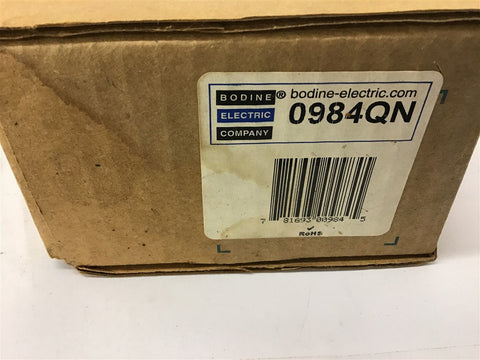 BODINE ® bodine-electric.com
ELECTRIC 0984QN
COMPANY
7 81693 00984 5
✓
RoHS